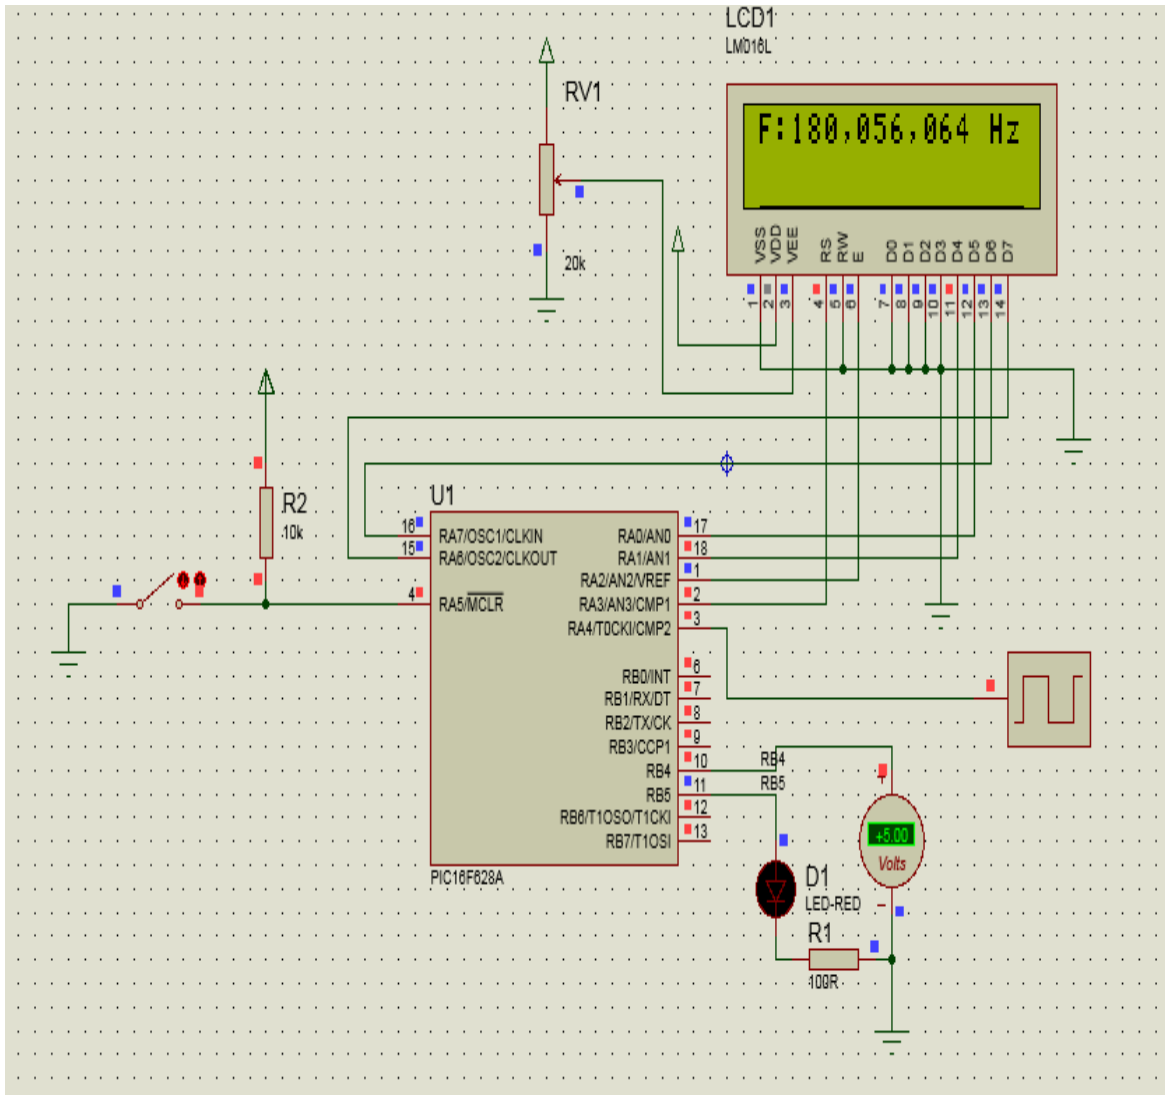 LCD1
LM016L
RV1
20k
F:180,056,064 Hz
VSS
VDD
VEE
RS
RW
E
D0
D1
D2
D3
D4
D5
D6
D7
1
2
3
4
5
6
7
8
9
10
11
12
13
14
R2
10k
U1
16 RA7/OSC1/CLKIN
15 RA6/OSC2/CLKOUT
4 RA5/MCLR
RA0/AN0 17
RA1/AN1 18
RA2/AN2/VREF 1
RA3/AN3/CMP1 2
RA4/T0CKI/CMP2 3
RB0/INT 6
RB1/RX/DT 7
RB2/TX/CK 8
RB3/CCP1 9
RB4 10 RB4
RB5 11 RB5
RB6/T1OSO/T1CKI 12
RB7/T1OSI 13
PIC16F628A
+
+5.00
Volts
−
D1
LED-RED
R1
100R